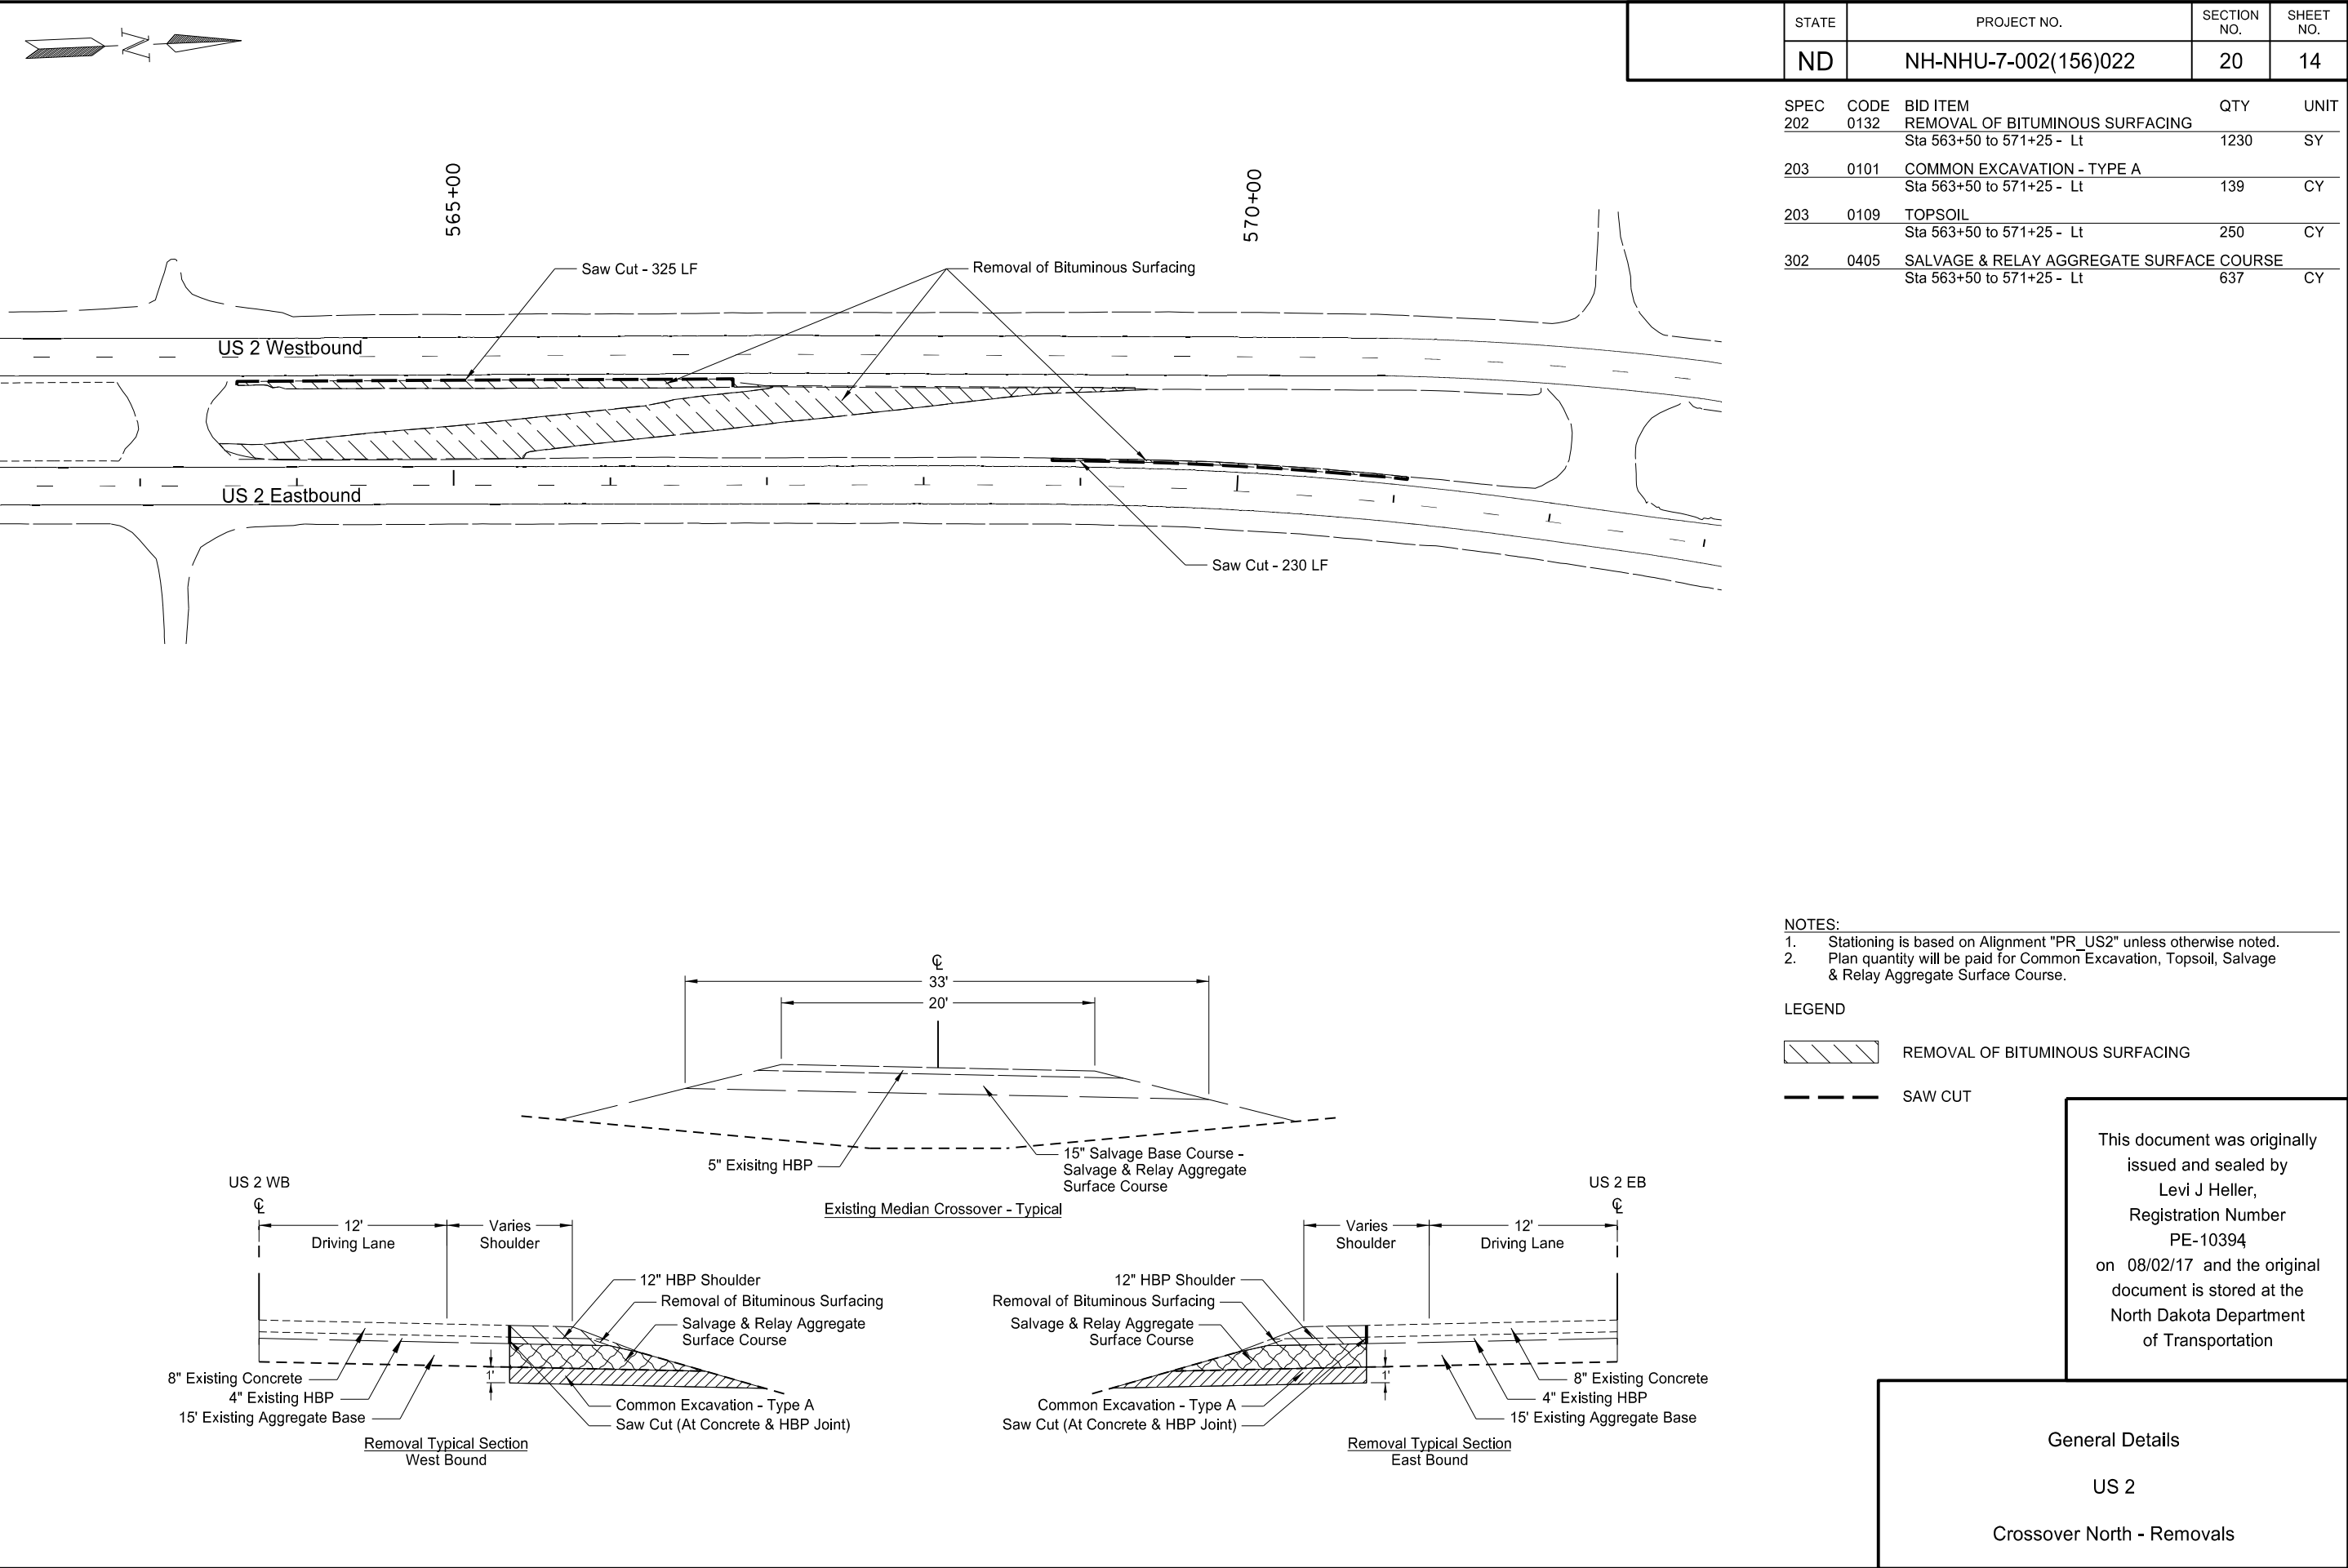 N
STATE
PROJECT NO.
SECTION NO.
SHEET NO.
ND
NH-NHU-7-002(156)022
20
14
SPEC CODE BID ITEM QTY UNIT
202 0132 REMOVAL OF BITUMINOUS SURFACING
Sta 563+50 to 571+25 - Lt 1230 SY
203 0101 COMMON EXCAVATION - TYPE A
Sta 563+50 to 571+25 - Lt 139 CY
203 0109 TOPSOIL
Sta 563+50 to 571+25 - Lt 250 CY
302 0405 SALVAGE & RELAY AGGREGATE SURFACE COURSE
Sta 563+50 to 571+25 - Lt 637 CY
565+00
570+00
Saw Cut - 325 LF
Removal of Bituminous Surfacing
US 2 Westbound
US 2 Eastbound
Saw Cut - 230 LF
NOTES:
1. Stationing is based on Alignment "PR_US2" unless otherwise noted.
2. Plan quantity will be paid for Common Excavation, Topsoil, Salvage
& Relay Aggregate Surface Course.
LEGEND
REMOVAL OF BITUMINOUS SURFACING
SAW CUT
℄
33'
20'
5" Exisitng HBP
15" Salvage Base Course -
Salvage & Relay Aggregate
Surface Course
Existing Median Crossover - Typical
US 2 WB
℄
12'
Driving Lane
Varies
Shoulder
12" HBP Shoulder
Removal of Bituminous Surfacing
Salvage & Relay Aggregate
Surface Course
1'
8" Existing Concrete
4" Existing HBP
15' Existing Aggregate Base
Common Excavation - Type A
Saw Cut (At Concrete & HBP Joint)
Removal Typical Section
West Bound
US 2 EB
℄
Varies
Shoulder
12'
Driving Lane
12" HBP Shoulder
Removal of Bituminous Surfacing
Salvage & Relay Aggregate
Surface Course
1'
Common Excavation - Type A
Saw Cut (At Concrete & HBP Joint)
8" Existing Concrete
4" Existing HBP
15' Existing Aggregate Base
Removal Typical Section
East Bound
This document was originally
issued and sealed by
Levi J Heller,
Registration Number
PE-10394,
on 08/02/17 and the original
document is stored at the
North Dakota Department
of Transportation
General Details
US 2
Crossover North - Removals